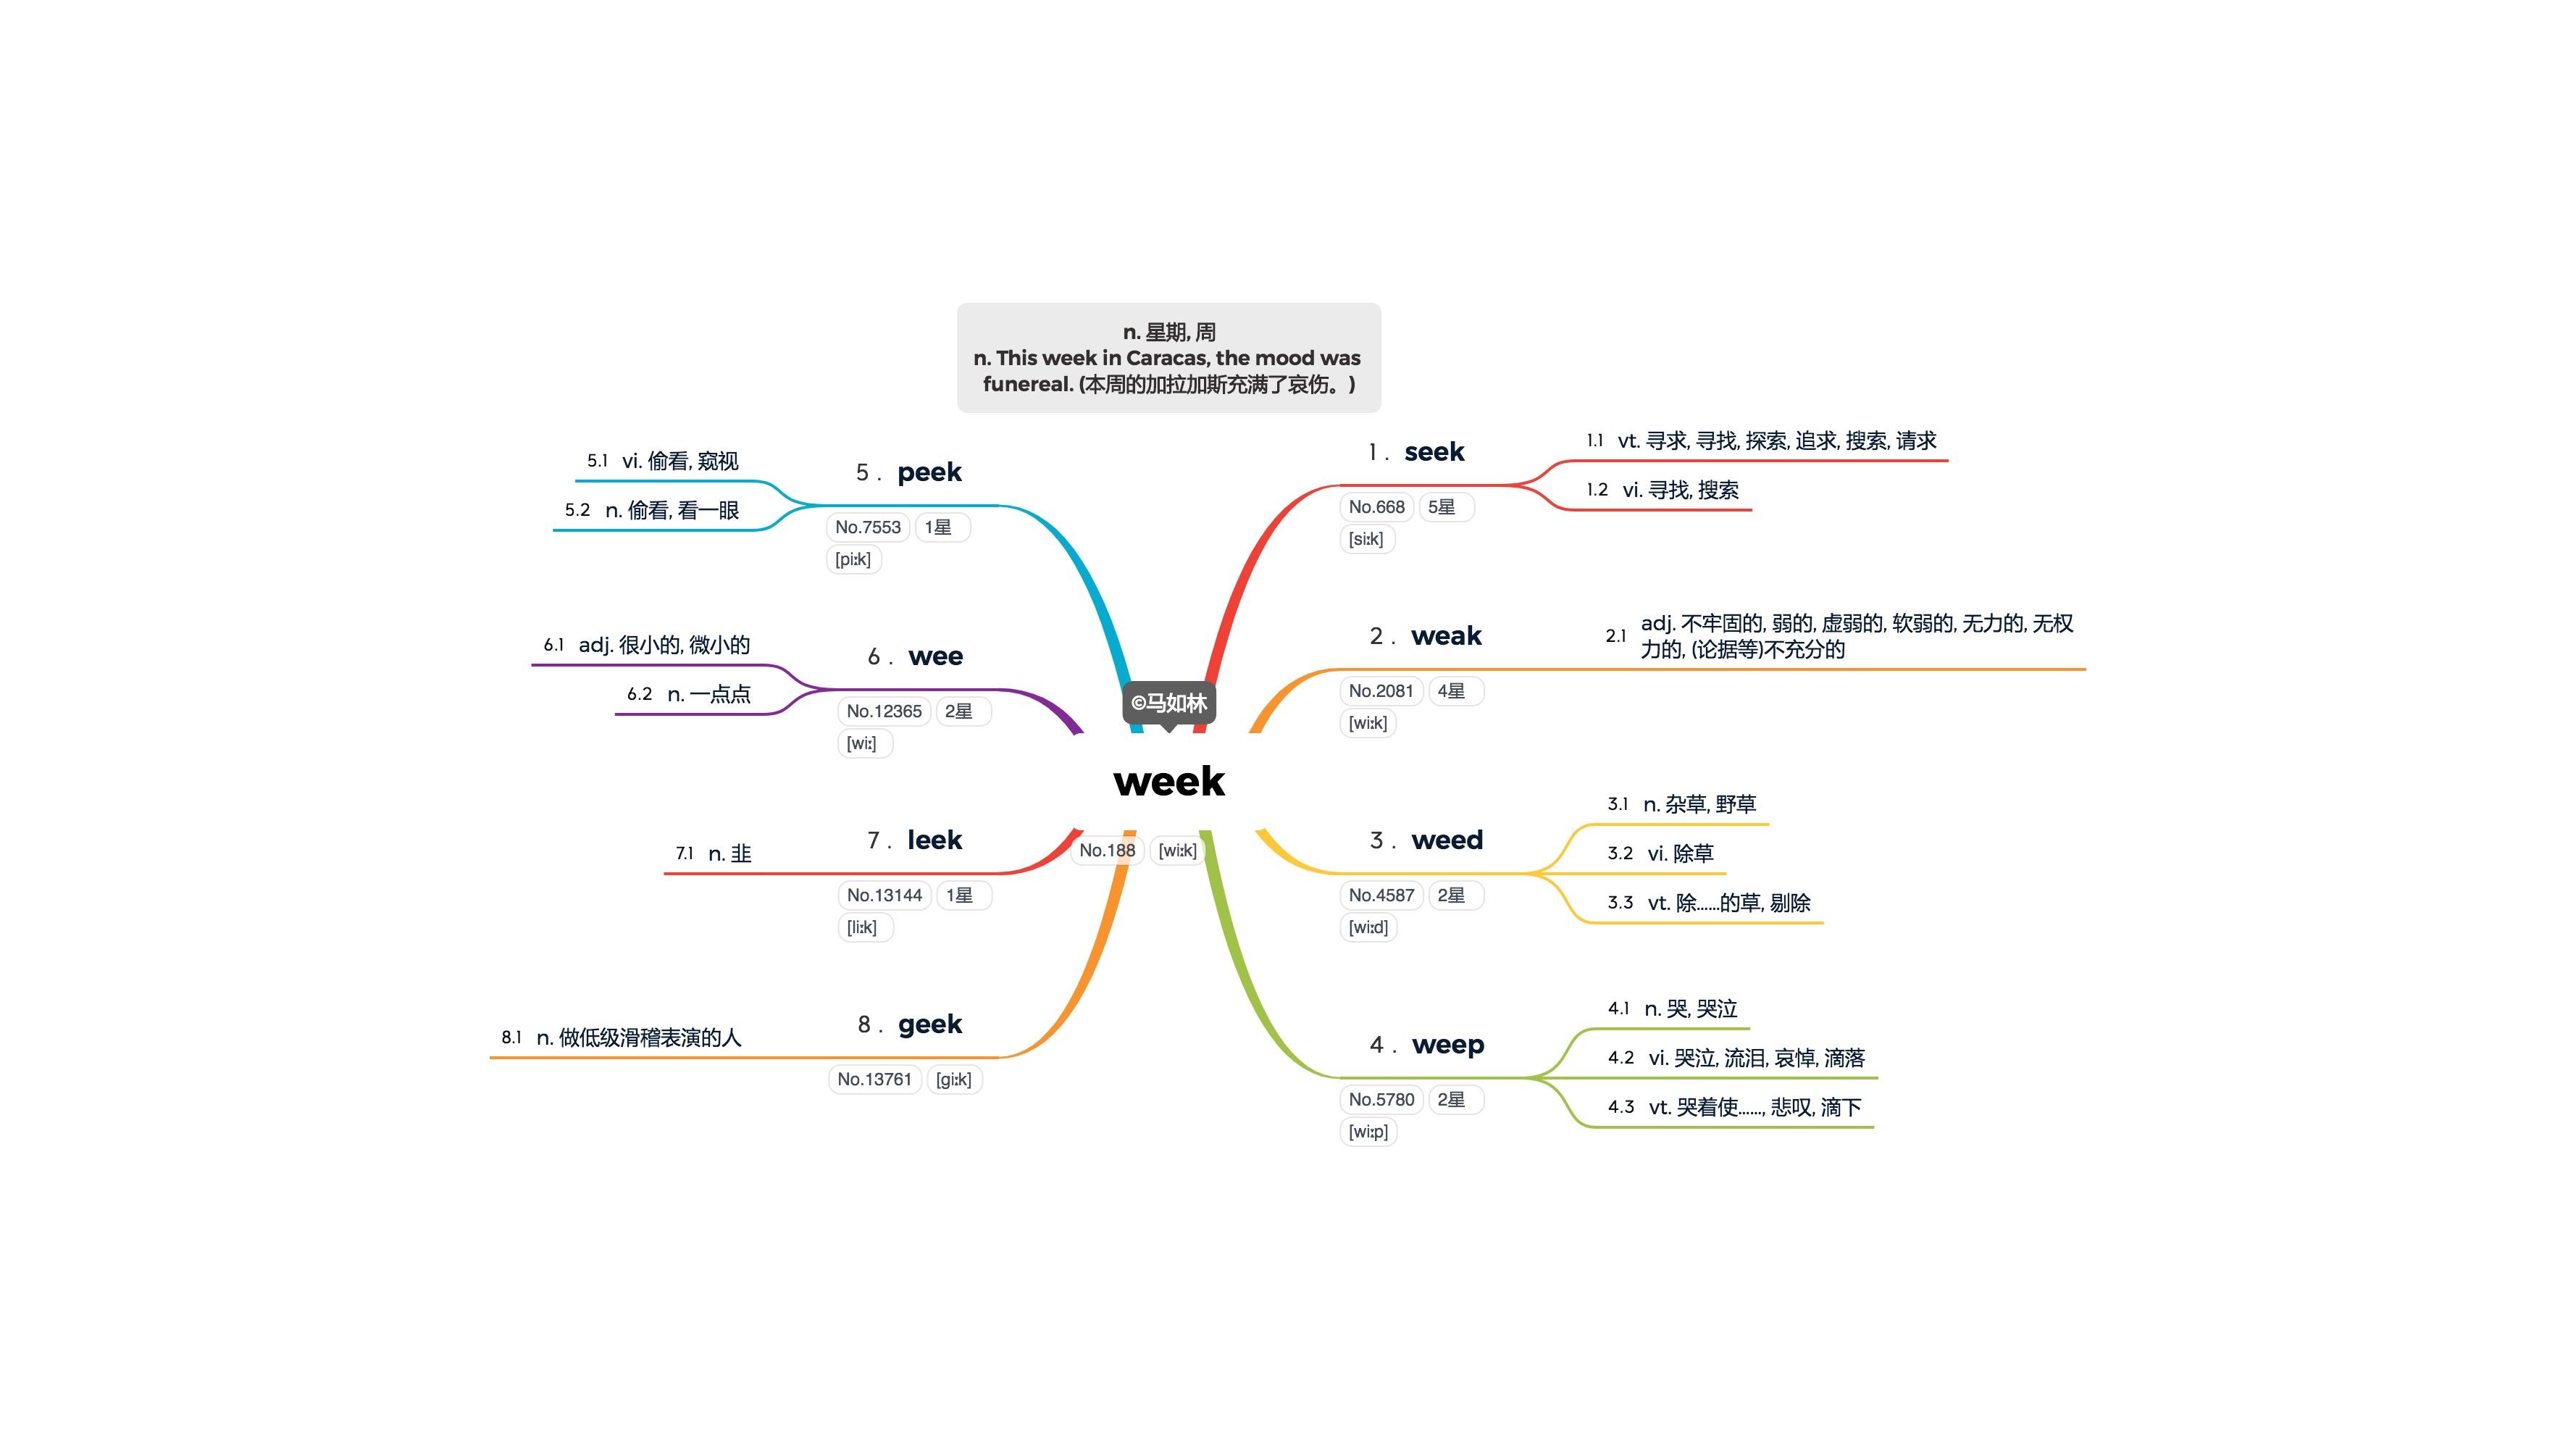 n. 星期, 周
n. This week in Caracas, the mood was
funereal. (本周的加拉加斯充满了哀伤。)
©马如林
week
No.188 [wiːk]
1. seek
No.668 5星
[siːk]
1.1 vt. 寻求, 寻找, 探索, 追求, 搜索, 请求
1.2 vi. 寻找, 搜索
2. weak
No.2081 4星
[wiːk]
2.1 adj. 不牢固的, 弱的, 虚弱的, 软弱的, 无力的, 无权
力的, (论据等)不充分的
3. weed
No.4587 2星
[wiːd]
3.1 n. 杂草, 野草
3.2 vi. 除草
3.3 vt. 除……的草, 剔除
4. weep
No.5780 2星
[wiːp]
4.1 n. 哭, 哭泣
4.2 vi. 哭泣, 流泪, 哀悼, 滴落
4.3 vt. 哭着使……, 悲叹, 滴下
5. peek
No.7553 1星
[piːk]
5.1 vi. 偷看, 窥视
5.2 n. 偷看, 看一眼
6. wee
No.12365 2星
[wiː]
6.1 adj. 很小的, 微小的
6.2 n. 一点点
7. leek
No.13144 1星
[liːk]
7.1 n. 韭
8. geek
No.13761 [giːk]
8.1 n. 做低级滑稽表演的人